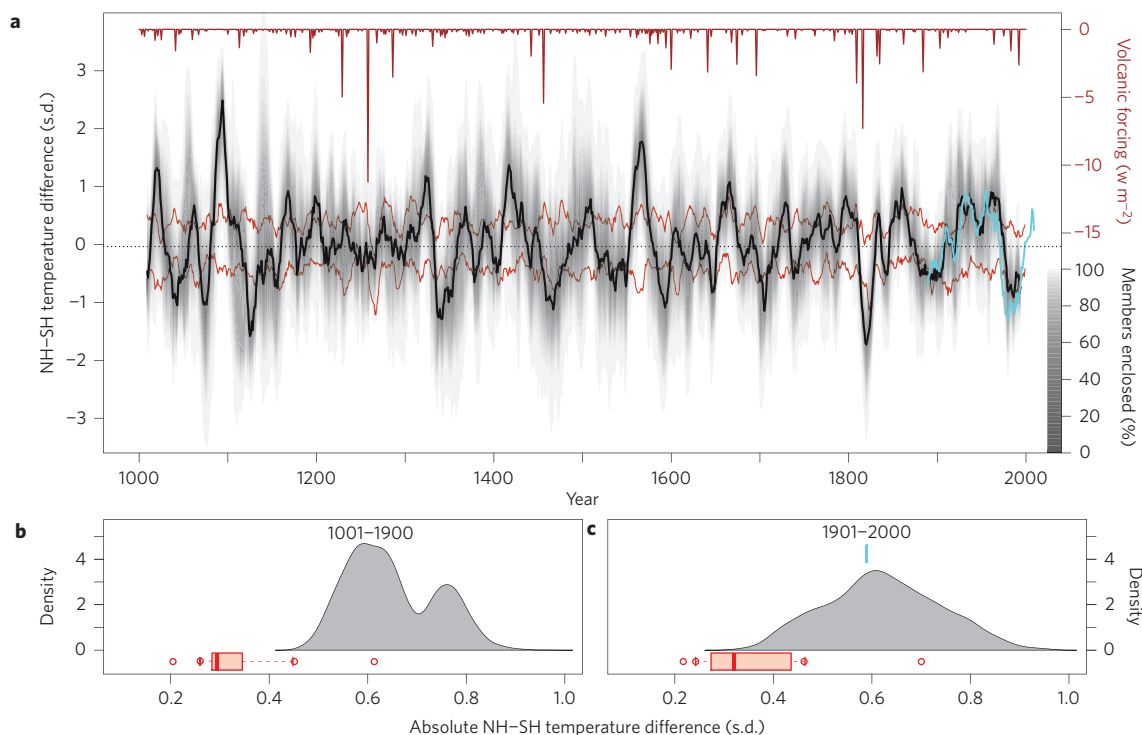 a
NH−SH temperature difference (s.d.)
3
2
1
0
−1
−2
−3
0
−5
−10
−15
Volcanic forcing (w m−2)
100
80
60
40
20
0
Members enclosed (%)
1000 1200 1400 1600 1800 2000
Year
b
1001−1900
Density
4
2
0
0.2 0.4 0.6 0.8 1.0
c
1901−2000
4
2
0
Density
0.2 0.4 0.6 0.8 1.0
Absolute NH−SH temperature difference (s.d.)